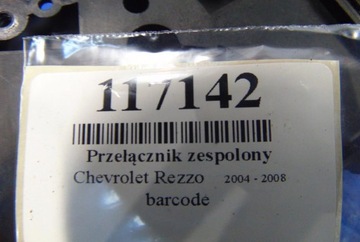 117142
Przełącznik zespolony
Chevrolet Rezzo 2004 - 2008
barcode